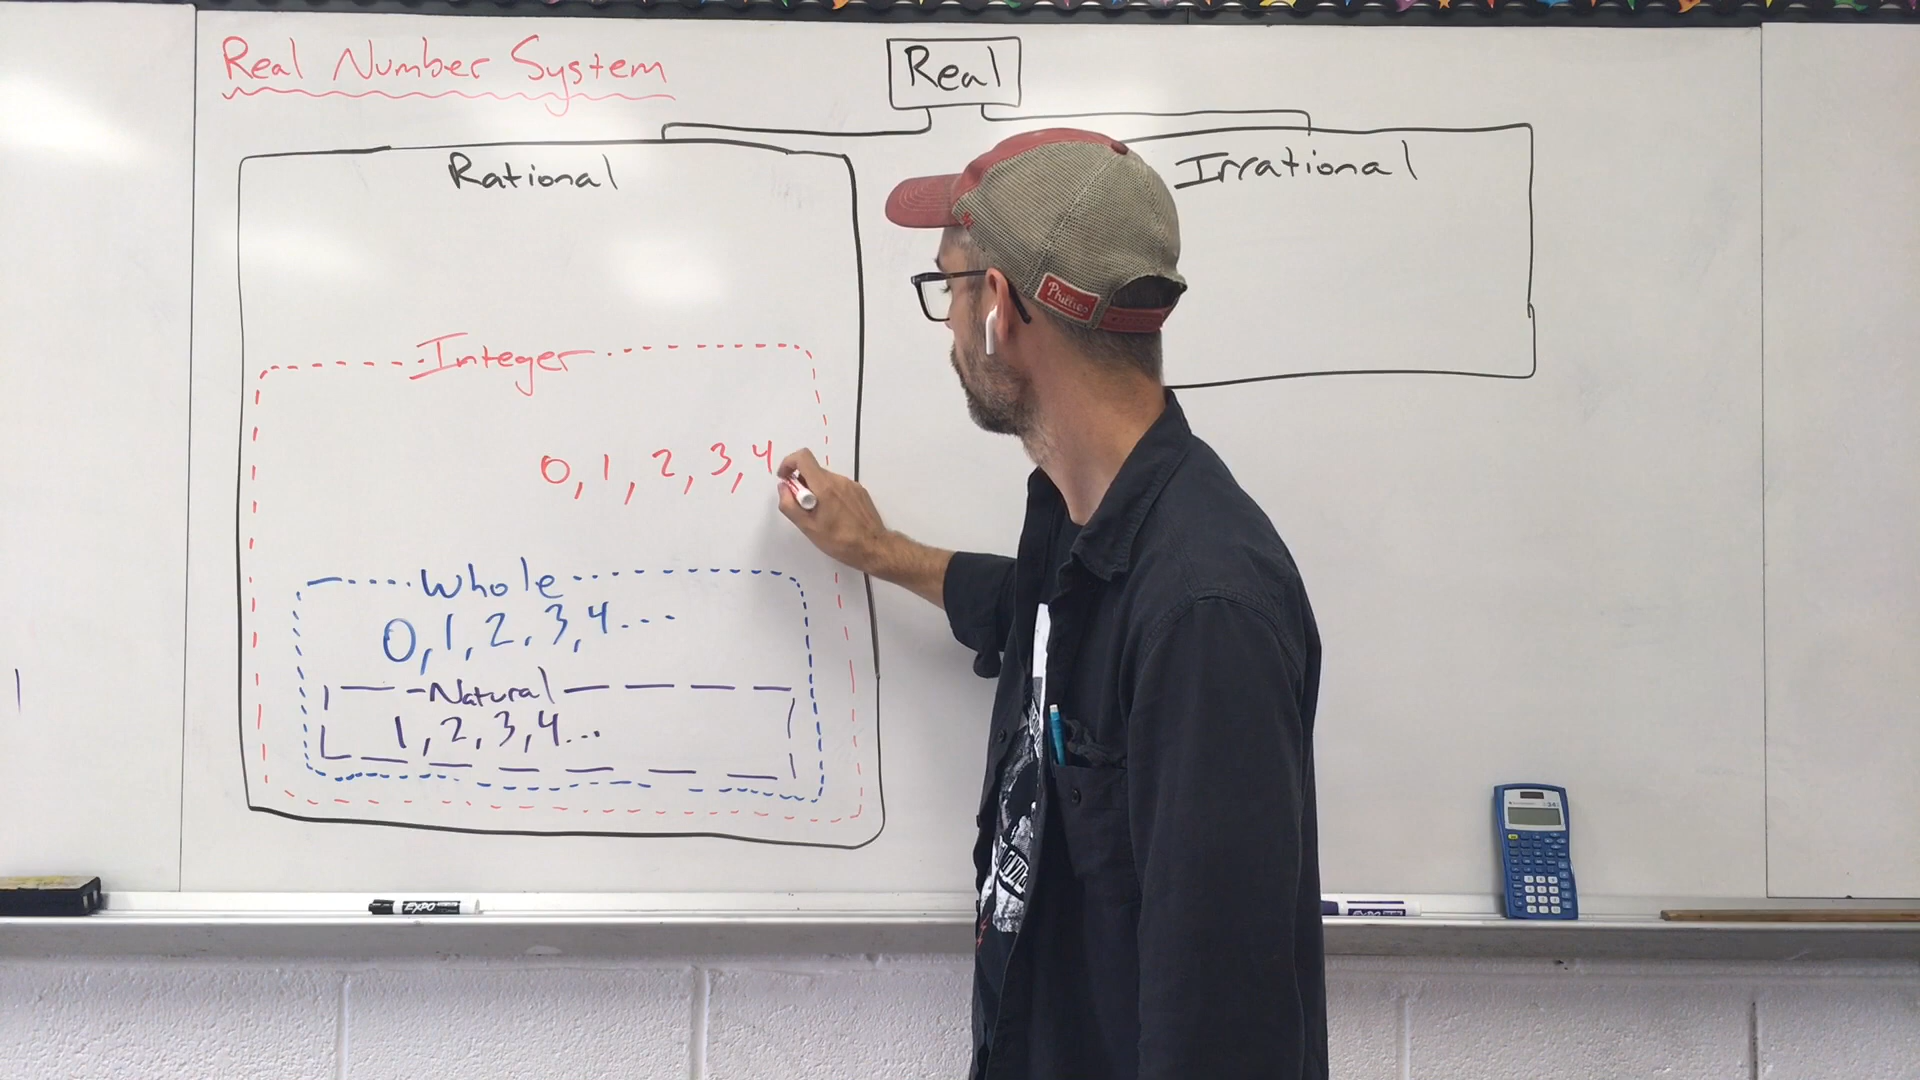 Real Number System
Real
Rational
Irrational
Phillies
Integer
0, 1, 2, 3, 4
Whole
0, 1, 2, 3, 4...
Natural
1, 2, 3, 4...
EXPO
EXPO